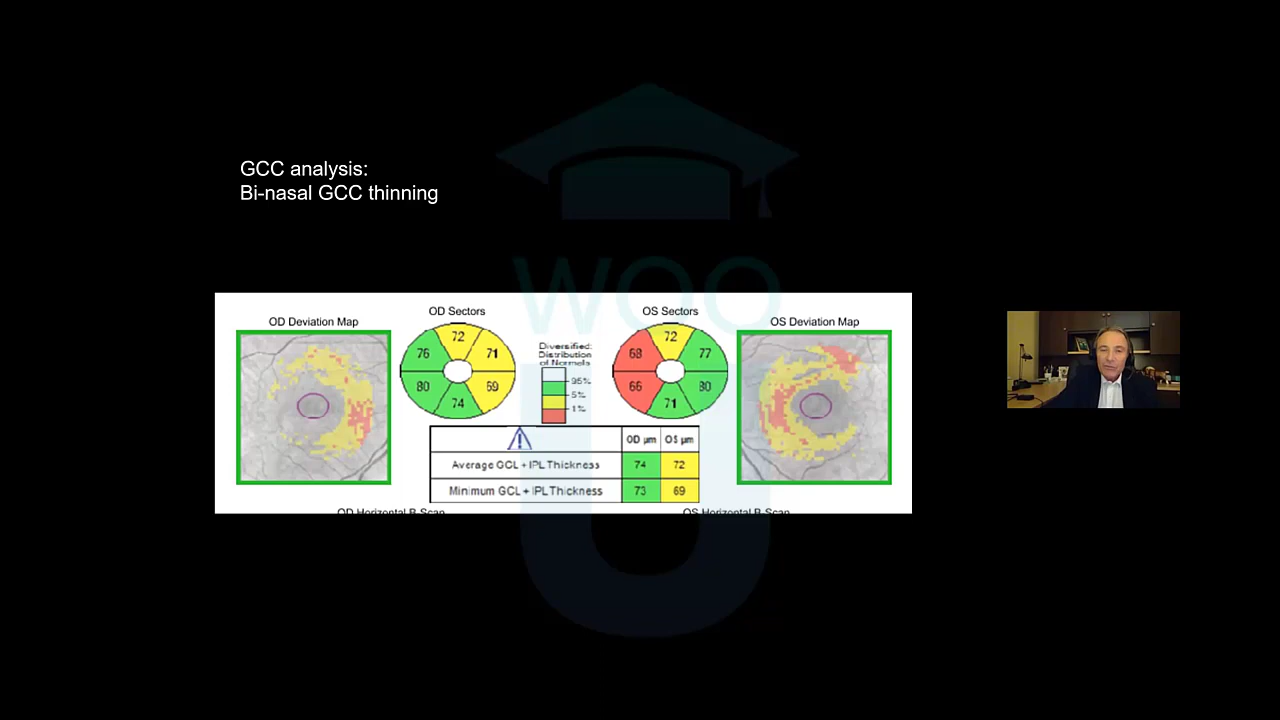 GCC analysis:
Bi-nasal GCC thinning
WOO
U
OD Deviation Map
OD Sectors
72
71
69
74
80
76
Diversified:
Distribution
of Normals
95%
5%
1%
OS Sectors
72
77
80
71
66
68
OS Deviation Map
OD µm OS µm
Average GCL + IPL Thickness 74 72
Minimum GCL + IPL Thickness 73 69
OD Horizontal B-Scan
OS Horizontal B-Scan